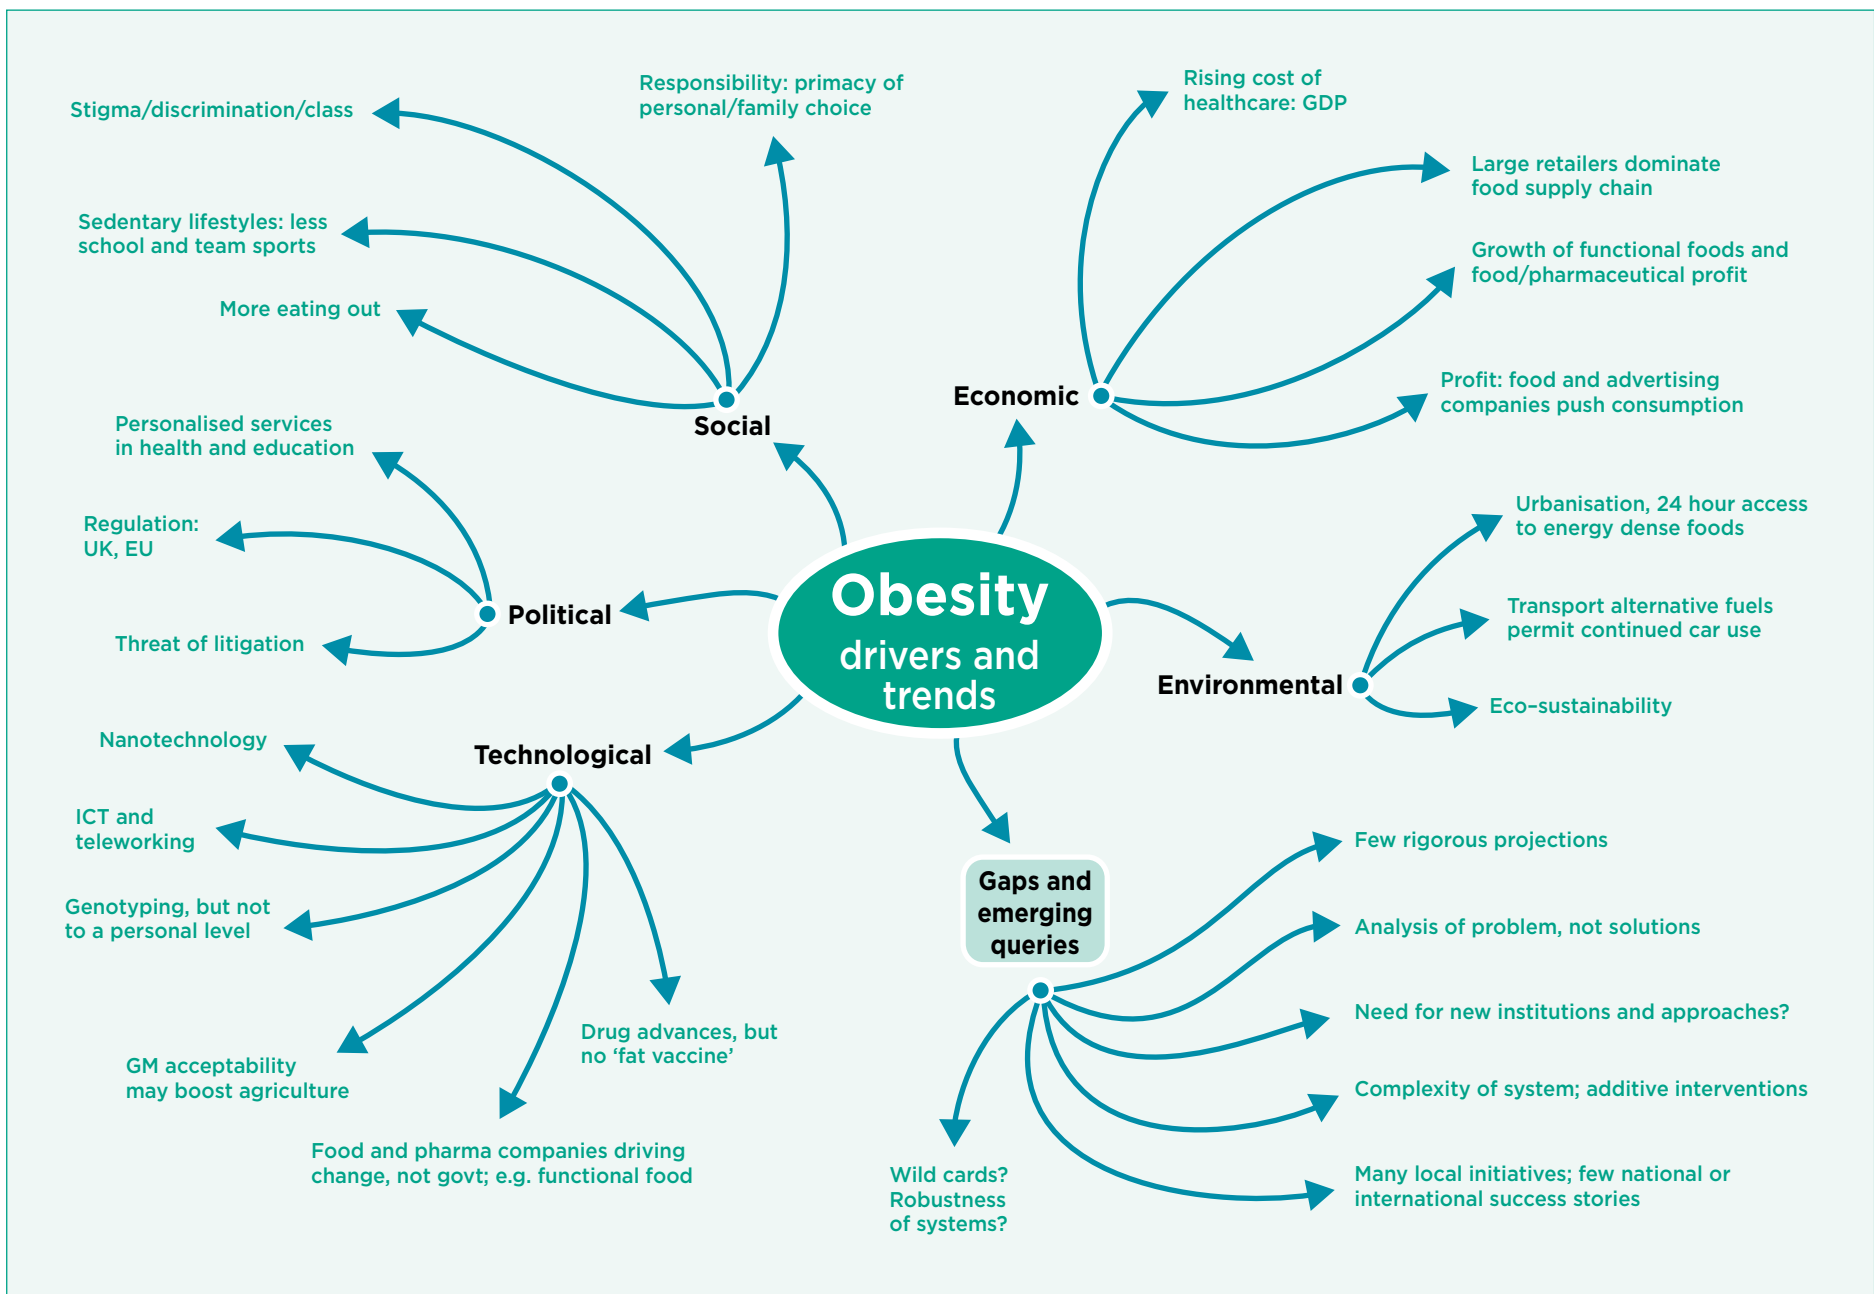 Obesity
drivers and
trends
Social
Stigma/discrimination/class
Responsibility: primacy of
personal/family choice
Sedentary lifestyles: less
school and team sports
More eating out
Economic
Rising cost of
healthcare: GDP
Large retailers dominate
food supply chain
Growth of functional foods and
food/pharmaceutical profit
Profit: food and advertising
companies push consumption
Political
Personalised services
in health and education
Regulation:
UK, EU
Threat of litigation
Environmental
Urbanisation, 24 hour access
to energy dense foods
Transport alternative fuels
permit continued car use
Eco–sustainability
Technological
Nanotechnology
ICT and
teleworking
Genotyping, but not
to a personal level
GM acceptability
may boost agriculture
Food and pharma companies driving
change, not govt; e.g. functional food
Drug advances, but
no ‘fat vaccine’
Gaps and
emerging
queries
Few rigorous projections
Analysis of problem, not solutions
Need for new institutions and approaches?
Complexity of system; additive interventions
Many local initiatives; few national or
international success stories
Wild cards?
Robustness
of systems?